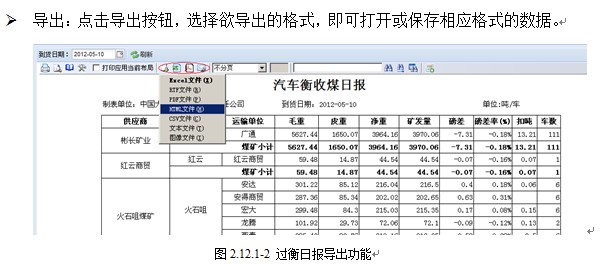 ➢ 导出：点击导出按钮，选择欲导出的格式，即可打开或保存相应格式的数据。
到货日期： 2012-05-10 刷新
打印应用当前布局 不分页
Excel文件(X)
RTF文件(R)
PDF文件(P)
HTML文件(H)
CSV文件(C)
文本文件(T)
图像文件(I)
汽车衡收煤日报
制表单位：中国大 任公司 到货日期：2012-05-10 单位:吨/车
供应商 运输单位 毛重 皮重 净重 矿发量 磅差 磅差率(%) 扣吨 车数
彬长矿业 广通 5627.44 1650.07 3964.16 3970.06 -7.31 -0.18% 13.21 111
煤矿小计 5627.44 1650.07 3964.16 3970.06 -7.31 -0.18% 13.21 111
红云商贸 红云 红云商贸 59.48 14.87 44.54 44.54 -0.07 -0.16% 0.07 1
煤矿小计 59.48 14.87 44.54 44.54 -0.07 -0.16% 0.07 1
火石咀煤矿 火石咀 安达 301.22 85.12 216.04 216.5 0.4 0.18% 0.06 6
安得商贸 287.36 85.34 202.02 202.65 0.63 0.31% 6
宏大 299.48 84.3 215.03 215.35 0.17 0.08% 0.15 6
龙腾 101.92 29.73 72.06 72.1 -0.09 -0.12% 0.13 2
图 2.12.1-2 过衡日报导出功能